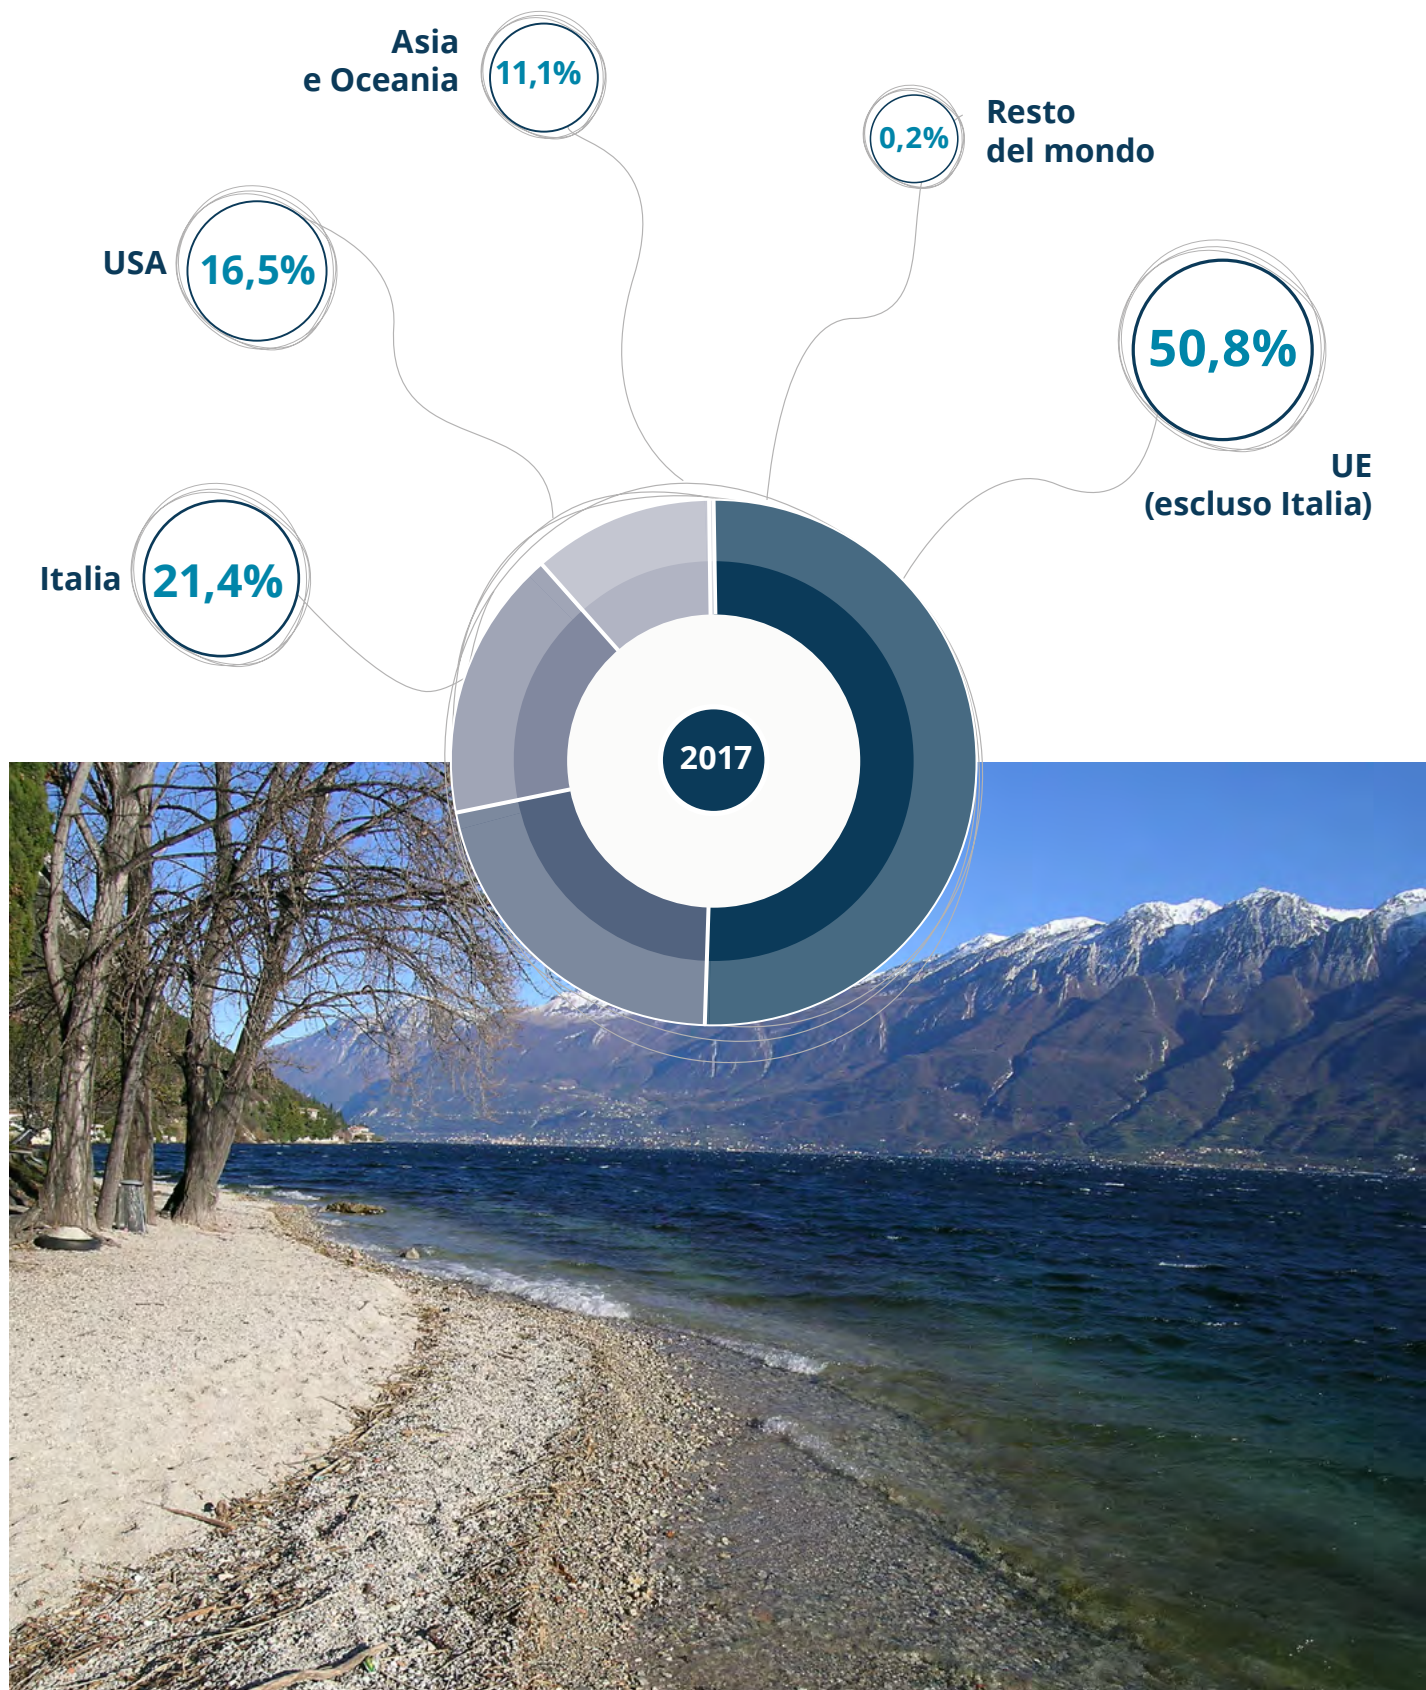 Asia
e Oceania
11,1%
0,2%
Resto
del mondo
USA
16,5%
50,8%
UE
(escluso Italia)
Italia
21,4%
2017